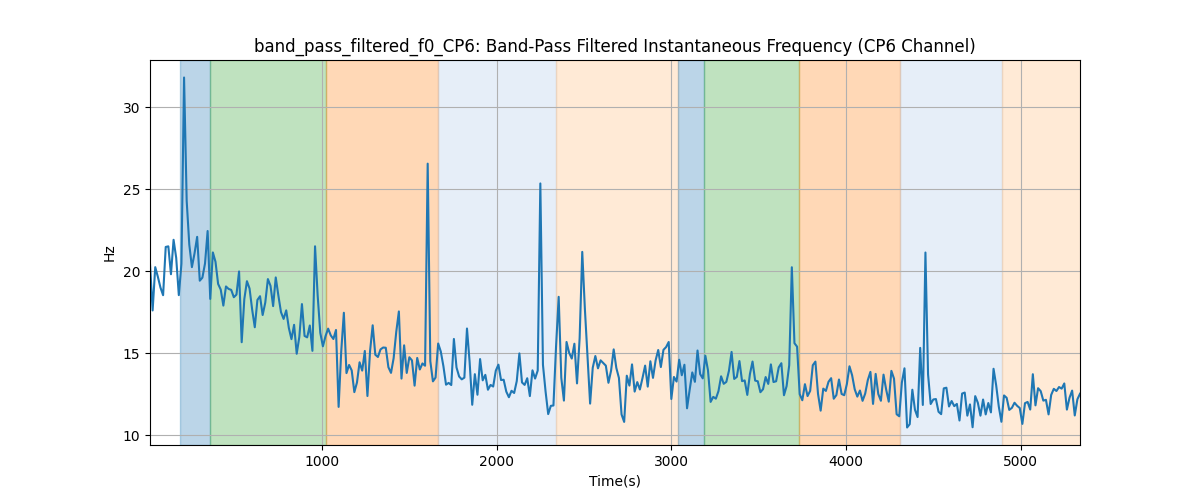 band_pass_filtered_f0_CP6: Band-Pass Filtered Instantaneous Frequency (CP6 Channel)
30
25
20
15
10
Hz
1000 2000 3000 4000 5000
Time(s)